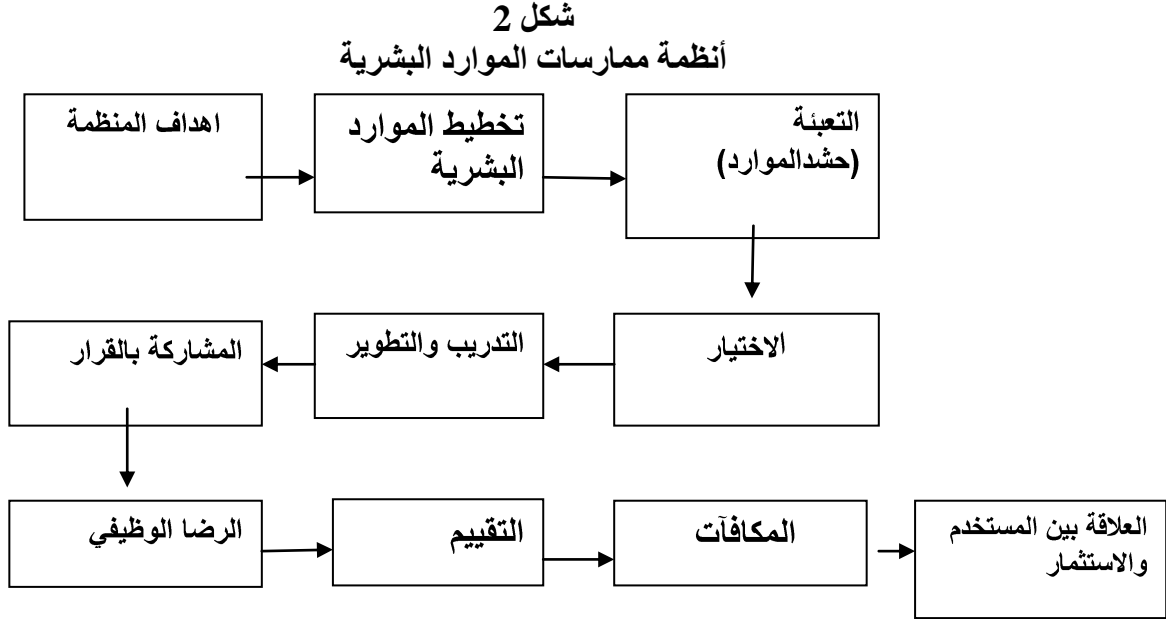 شكل 2
أنظمة ممارسات الموارد البشرية
اهداف المنظمة
تخطيط الموارد
البشرية
التعبئة
(حشدالموارد)
الاختيار
التدريب والتطوير
المشاركة بالقرار
الرضا الوظيفي
التقييم
المكافآت
العلاقة بين المستخدم
والاستثمار